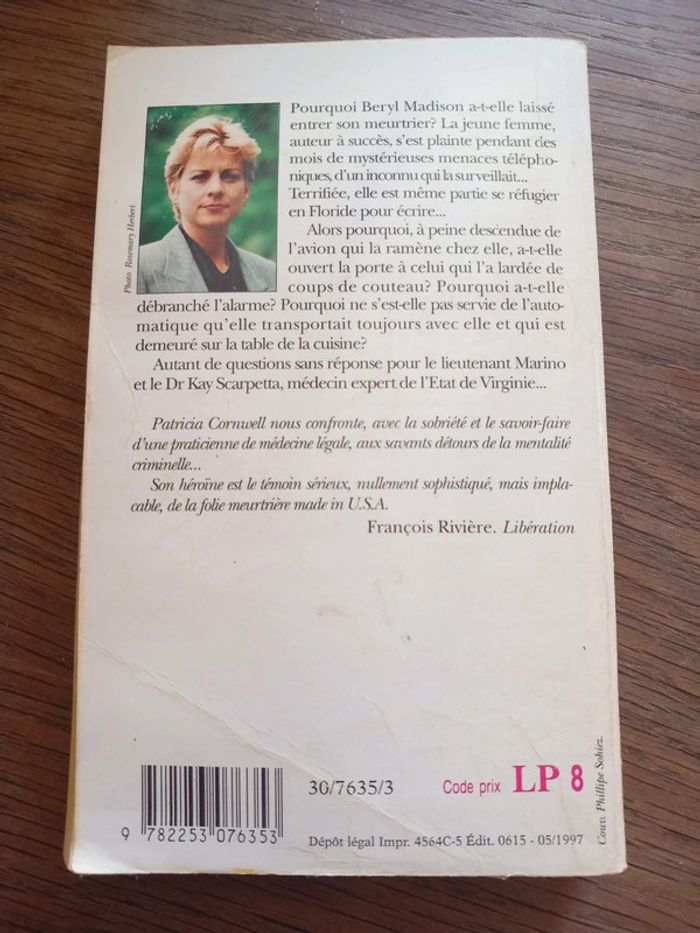 Pourquoi Beryl Madison a-t-elle laissé
entrer son meurtrier? La jeune femme,
auteur à succès, s'est plainte pendant des
mois de mystérieuses menaces télépho-
niques, d'un inconnu qui la surveillait...
Terrifiée, elle est même partie se réfugier
en Floride pour écrire...
Alors pourquoi, à peine descendue de
l'avion qui la ramène chez elle, a-t-elle
ouvert la porte à celui qui l'a lardée de
coups de couteau? Pourquoi a-t-elle
débranché l'alarme? Pourquoi ne s'est-elle pas servie de l'auto-
matique qu'elle transportait toujours avec elle et qui est
demeuré sur la table de la cuisine?
Autant de questions sans réponse pour le lieutenant Marino
et le Dr Kay Scarpetta, médecin expert de l'Etat de Virginie...
Photo Rosemary Herbert
Patricia Cornwell nous confronte, avec la sobriété et le savoir-faire
d'une praticienne de médecine légale, aux savants détours de la mentalité
criminelle...
Son héroïne est le témoin sérieux, nullement sophistiqué, mais impla-
cable, de la folie meurtrière made in U.S.A.
François Rivière. Libération
30/7635/3
Code prix LP 8
9 782253 076353
Dépôt légal Impr. 4564C-5 Édit. 0615 - 05/1997
Couv. Phillipe Sohiez.